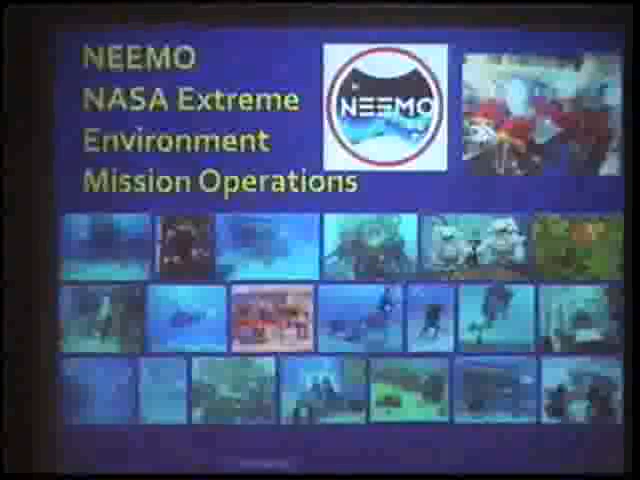 NEEMO
NASA Extreme
Environment
Mission Operations
NEEMO